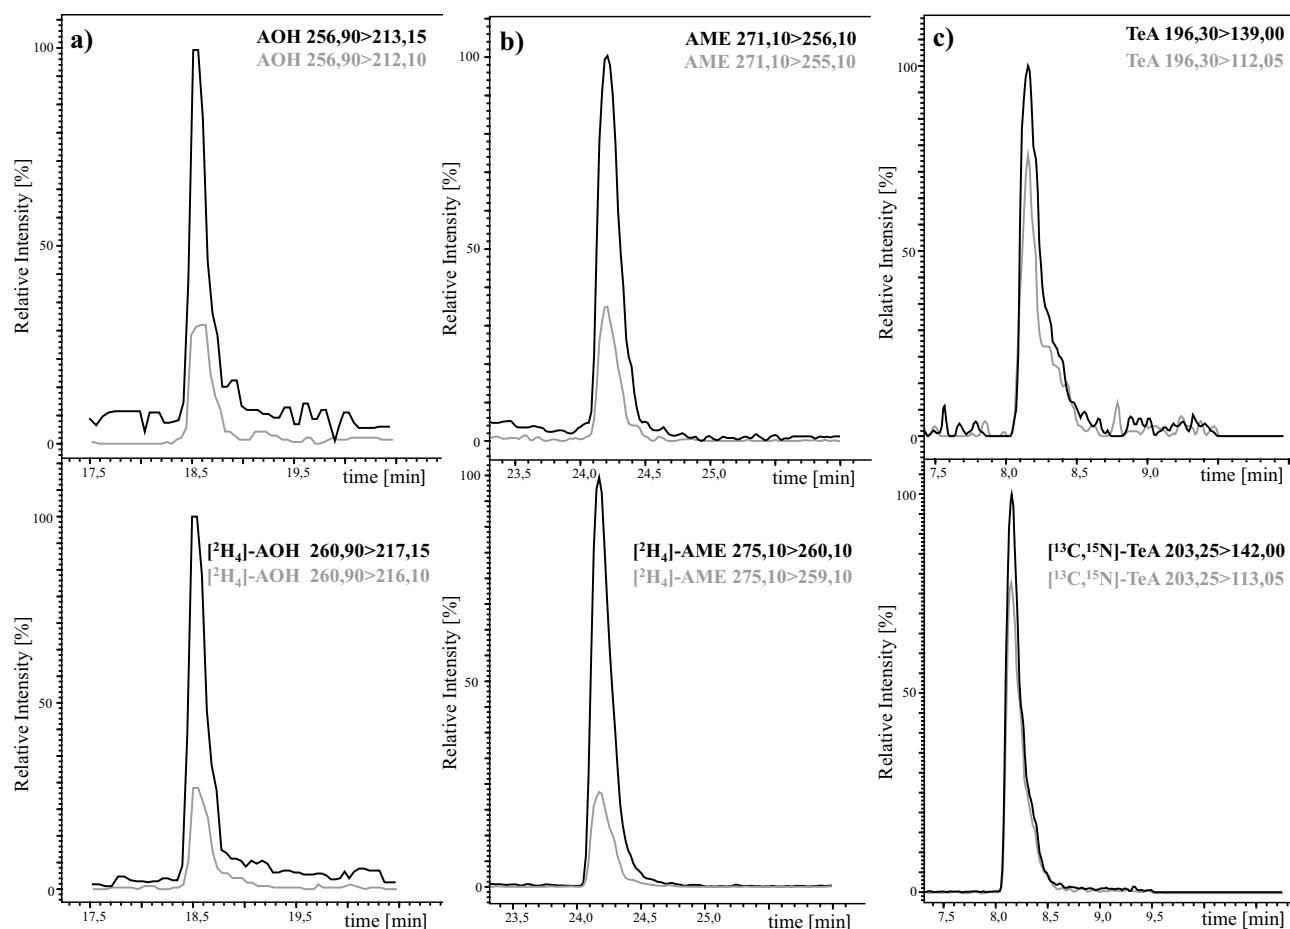 a)
AOH 256,90>213,15
AOH 256,90>212,10
Relative Intensity [%]
100
50
0
17,5 18,5 19,5
time [min]
b)
AME 271,10>256,10
AME 271,10>255,10
Relative Intensity [%]
100
50
0
23,5 24,0 24,5 25,0
time [min]
c)
TeA 196,30>139,00
TeA 196,30>112,05
Relative Intensity [%]
100
50
0
7,5 8,0 8,5 9,0
time [min]
[²H₄]-AOH 260,90>217,15
[²H₄]-AOH 260,90>216,10
Relative Intensity [%]
100
50
0
17,5 18,5 19,5
time [min]
[²H₄]-AME 275,10>260,10
[²H₄]-AME 275,10>259,10
Relative Intensity [%]
100
50
0
23,5 24,0 24,5 25,0
time [min]
[¹³C,¹⁵N]-TeA 203,25>142,00
[¹³C,¹⁵N]-TeA 203,25>113,05
Relative Intensity [%]
100
50
0
7,5 8,0 8,5 9,0 9,5
time [min]